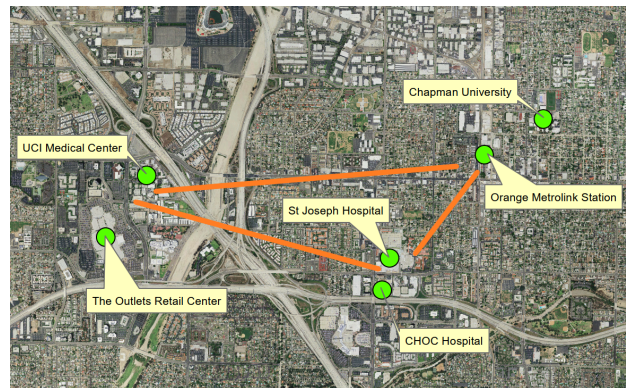 Chapman University
UCI Medical Center
Orange Metrolink Station
St Joseph Hospital
The Outlets Retail Center
CHOC Hospital